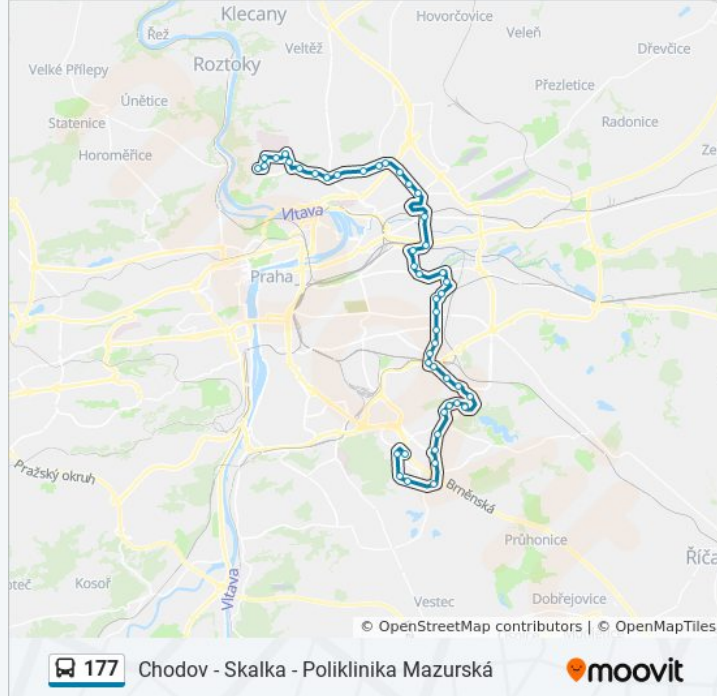 Klecany
Hovorčovice
Řež
Veltěž
Veleň
Dřevčice
Roztoky
Velké Přílepy
Přezletice
Únětice
Statenice
Radonice
Horoměřice
Ze
Vltava
Praha
Pražský okruh
Brněnská
Průhonice
Říča
oteč
Kosoř
Vltava
Vestec
Dobřejovice
© OpenStreetMap contributors | © OpenMapTiles
177 Chodov - Skalka - Poliklinika Mazurská
moovit